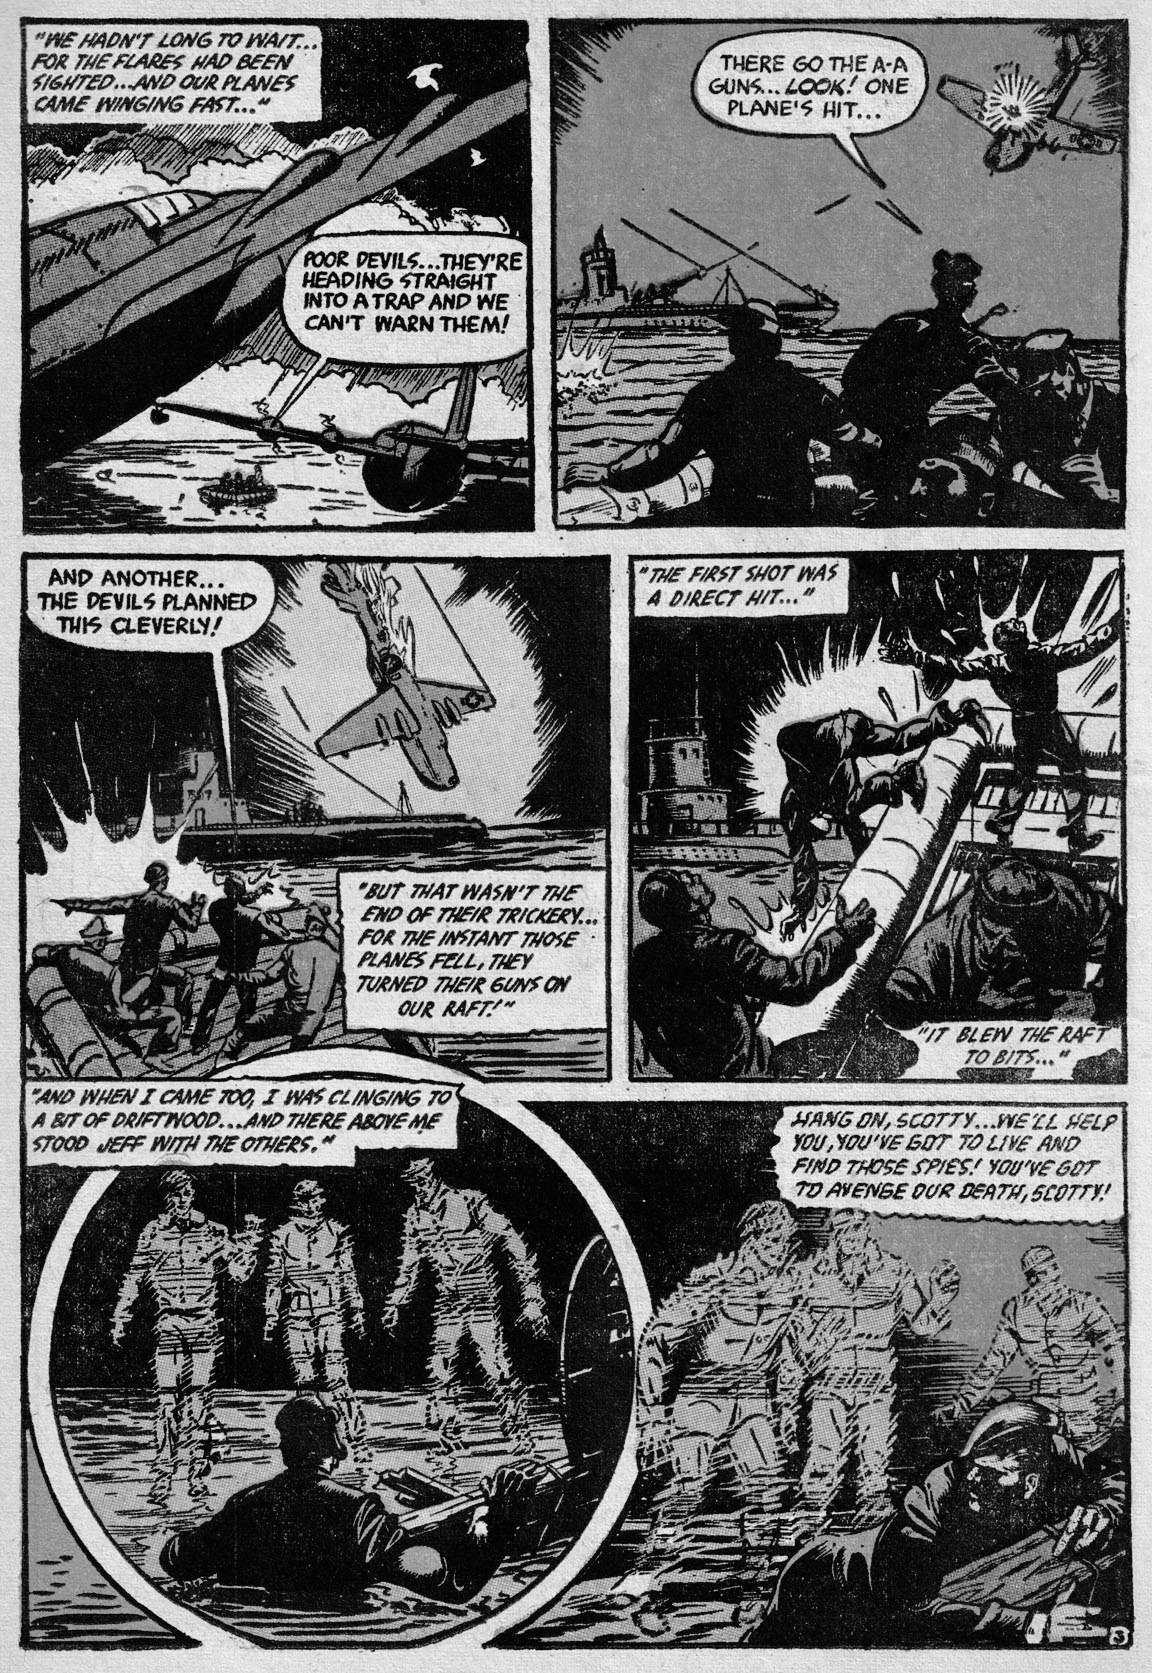 "WE HADN'T LONG TO WAIT...
FOR THE FLARES HAD BEEN
SIGHTED...AND OUR PLANES
CAME WINGING FAST..."
POOR DEVILS...THEY'RE
HEADING STRAIGHT
INTO A TRAP AND WE
CAN'T WARN THEM!
THERE GO THE A-A
GUNS... LOOK! ONE
PLANE'S HIT...
AND ANOTHER...
THE DEVILS PLANNED
THIS CLEVERLY!
"BUT THAT WASN'T THE
END OF THEIR TRICKERY...
FOR THE INSTANT THOSE
PLANES FELL, THEY
TURNED THEIR GUNS ON
OUR RAFT!"
"THE FIRST SHOT WAS
A DIRECT HIT..."
"IT BLEW THE RAFT
TO BITS..."
"AND WHEN I CAME TOO, I WAS CLINGING TO
A BIT OF DRIFTWOOD...AND THERE ABOVE ME
STOOD JEFF WITH THE OTHERS."
HANG ON, SCOTTY...WE'LL HELP
YOU, YOU'VE GOT TO LIVE AND
FIND THOSE SPIES! YOU'VE GOT
TO AVENGE OUR DEATH, SCOTTY!
3